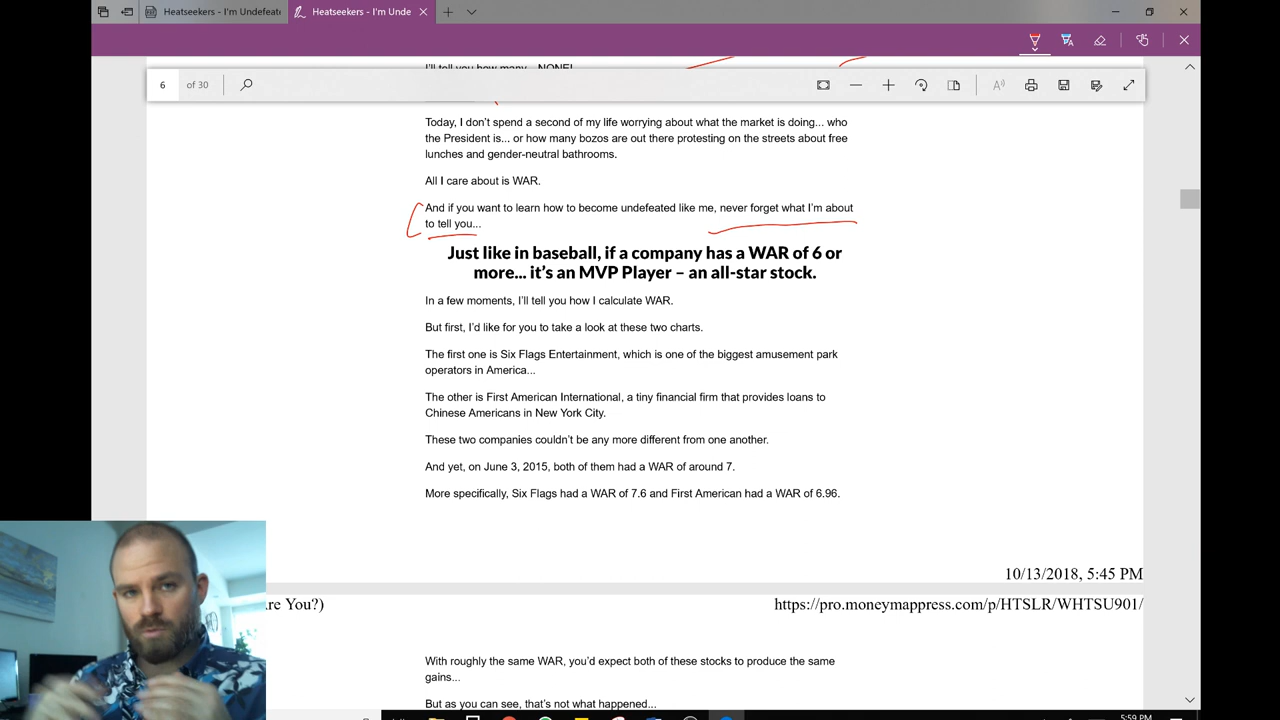 Heatseekers - I'm Undefeate
Heatseekers - I'm Unde
I'll tell you how many... NONE!
6 of 30
Today, I don't spend a second of my life worrying about what the market is doing... who
the President is... or how many bozos are out there protesting on the streets about free
lunches and gender-neutral bathrooms.
All I care about is WAR.
And if you want to learn how to become undefeated like me, never forget what I'm about
to tell you...
Just like in baseball, if a company has a WAR of 6 or
more... it's an MVP Player – an all-star stock.
In a few moments, I'll tell you how I calculate WAR.
But first, I'd like for you to take a look at these two charts.
The first one is Six Flags Entertainment, which is one of the biggest amusement park
operators in America...
The other is First American International, a tiny financial firm that provides loans to
Chinese Americans in New York City.
These two companies couldn't be any more different from one another.
And yet, on June 3, 2015, both of them had a WAR of around 7.
More specifically, Six Flags had a WAR of 7.6 and First American had a WAR of 6.96.
10/13/2018, 5:45 PM
re You?)
https://pro.moneymappress.com/p/HTSLR/WHTSU901/
With roughly the same WAR, you'd expect both of these stocks to produce the same
gains...
But as you can see, that's not what happened...
5:59 PM